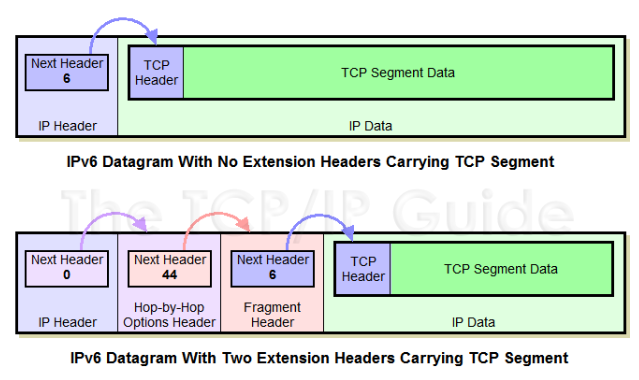 Next Header
6
TCP
Header
TCP Segment Data
IP Header
IP Data
IPv6 Datagram With No Extension Headers Carrying TCP Segment
The TCP/IP Guide
Next Header
0
Next Header
44
Next Header
6
TCP
Header
TCP Segment Data
IP Header
Hop-by-Hop
Options Header
Fragment
Header
IP Data
IPv6 Datagram With Two Extension Headers Carrying TCP Segment